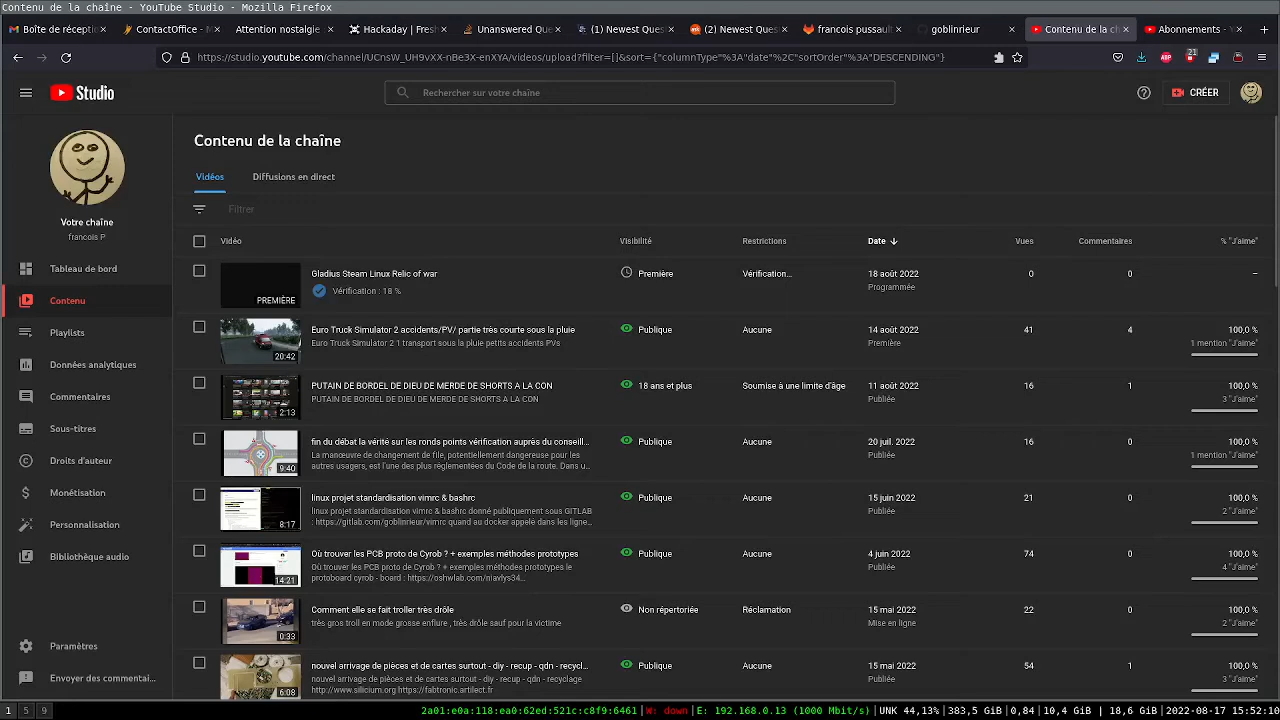 Contenu de la chaîne - YouTube Studio - Mozilla Firefox
Boîte de récepti
ContactOffice - M
Attention nostalgie
Hackaday | Fresh
Unanswered Que
(1) Newest Ques
(2) Newest Ques
francois pussault
goblinrieur
Contenu de la ch
Abonnements -
https://studio.youtube.com/channel/UCnsW_UH9vXX-nBe3X-enXYA/videos/upload?filter=[]&sort={"columnType"%3A"date"%2C"sortOrder"%3A"DESCENDING"}
ABP
21
Studio
Rechercher sur votre chaîne
CRÉER
Votre chaîne
francois P
Tableau de bord
Contenu
Playlists
Données analytiques
Commentaires
Sous-titres
Droits d'auteur
Monétisation
Personnalisation
Bibliothèque audio
Paramètres
Envoyer des commentai...
Contenu de la chaîne
Vidéos Diffusions en direct
Filtrer
Vidéo Visibilité Restrictions Date Vues Commentaires % "J'aime"
PREMIÈRE Gladius Steam Linux Relic of war Première Vérification... 18 août 2022 0 0 –
Vérification : 18 % Programmée
Euro Truck Simulator 2 accidents/PV/ partie très courte sous la pluie Publique Aucune 14 août 2022 41 4 100,0 %
20:42 Euro Truck Simulator 2 1 transport sous la pluie petits accidents PVs Première 1 mention "J'aime"
PUTAIN DE BORDEL DE DIEU DE MERDE DE SHORTS A LA CON 18 ans et plus Soumise à une limite d'âge 11 août 2022 16 1 100,0 %
2:13 PUTAIN DE BORDEL DE DIEU DE MERDE DE SHORTS A LA CON Publiée 3 "J'aime"
fin du débat la vérité sur les ronds points vérification auprès du conseill... Publique Aucune 20 juil. 2022 16 0 100,0 %
La manœuvre de changement de file, potentiellement dangereuse pour les Publiée 1 mention "J'aime"
9:40 autres usagers, est l'une des plus réglementées du Code de la route. Dans u...
linux projet standardisation vimrc & bashrc Publique Aucune 15 juin 2022 21 0 100,0 %
linux projet standardisation vimrc & bashrc donné publiquement sous GITLAB Publiée 2 "J'aime"
8:17 https://gitlab.com/goblinrieur/vimrc quand au double appel dans les ligne...
Où trouver les PCB proto de Cyrob ? + exemples méthodes prototypes Publique Aucune 4 juin 2022 74 0 100,0 %
Où trouver les PCB proto de Cyrob ? + exemples méthodes prototypes le Publiée 4 "J'aime"
14:21 protoboard cyrob - board : https://oshwlab.com/niavlys34...
Comment elle se fait troller très drôle Non répertoriée Réclamation 15 mai 2022 22 0 100,0 %
très gros troll en mode grosse enflure , très drôle sauf pour la victime Mise en ligne 2 "J'aime"
0:33
nouvel arrivage de pièces et de cartes surtout - diy - recup - qdn - recycl... Publique Aucune 15 mai 2022 54 1 100,0 %
nouvel arrivage de pièces et de cartes surtout - diy - recup - qdn - recyclage Publiée 3 "J'aime"
6:08 http://www.silicium.org https://fabtronic.artilect.fr
1 5 9 2a01:e0a:118:ea0:62ed:521c:c8f9:6461|W: down|E: 192.168.0.13 (1000 Mbit/s)|UNK 44,13%|383,5 GiB|0,84|10,4 GiB | 18,6 GiB|2022-08-17 15:52:10